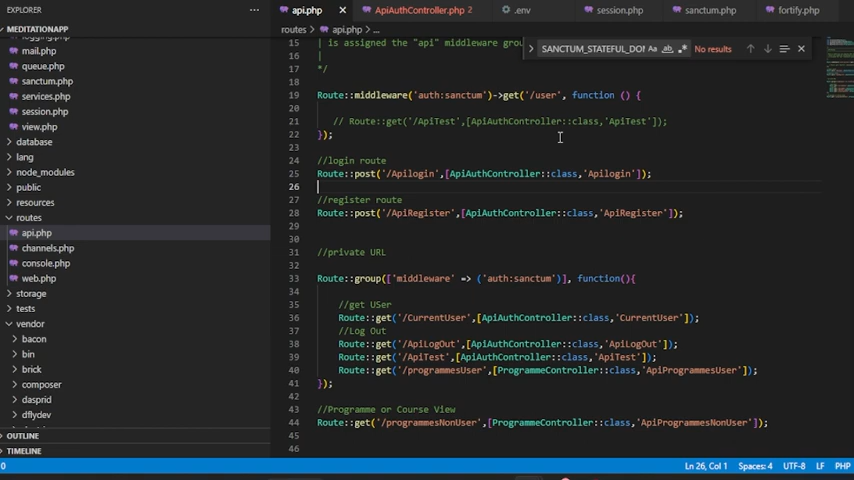 EXPLORER
...
api.php
ApiAuthController.php 2
.env
session.php
sanctum.php
fortify.php
MEDITATIONAPP
routes > api.php > ...
mail.php
queue.php
sanctum.php
services.php
session.php
view.php
database
lang
node_modules
public
resources
routes
api.php
channels.php
console.php
web.php
storage
tests
vendor
bacon
bin
brick
composer
dasprid
dflydev
OUTLINE
TIMELINE
SANCTUM_STATEFUL_DOM
Aa
ab
No results
15 | is assigned the "api" middleware grou
16 |
17 */
18
19 Route::middleware('auth:sanctum')->get('/user', function () {
20
21 // Route::get('/ApiTest',[ApiAuthController::class,'ApiTest']);
22 });
23
24 //login route
25 Route::post('/Apilogin',[ApiAuthController::class,'Apilogin']);
26
27 //register route
28 Route::post('/ApiRegister',[ApiAuthController::class,'ApiRegister']);
29
30
31 //private URL
32
33 Route::group(['middleware' => ('auth:sanctum')], function(){
34
35 //get USer
36 Route::get('/CurrentUser',[ApiAuthController::class,'CurrentUser']);
37 //Log Out
38 Route::get('/ApiLogOut',[ApiAuthController::class,'ApiLogOut']);
39 Route::get('/ApiTest',[ApiAuthController::class,'ApiTest']);
40 Route::get('/programmesUser',[ProgrammeController::class,'ApiProgrammesUser']);
41 });
42
43 //Programme or Course View
44 Route::get('/programmesNonUser',[ProgrammeController::class,'ApiProgrammesNonUser']);
45
46
0
Ln 26, Col 1
Spaces: 4
UTF-8
LF
PHP